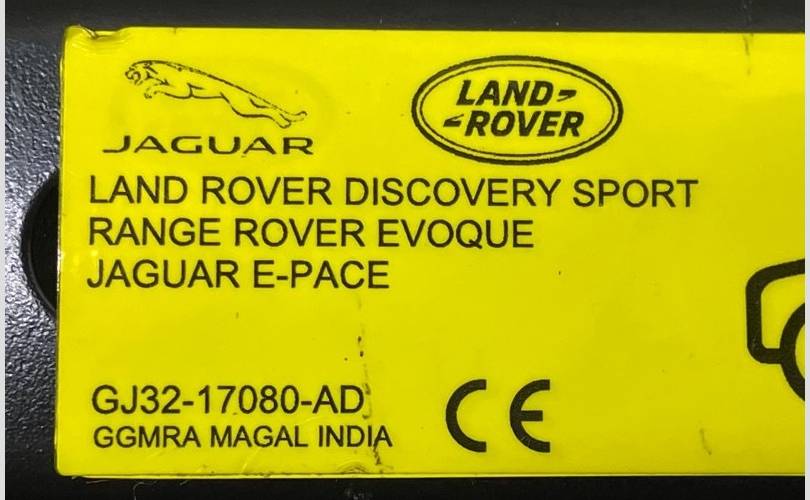 JAGUAR
LAND
ROVER
LAND ROVER DISCOVERY SPORT
RANGE ROVER EVOQUE
JAGUAR E-PACE
GJ32-17080-AD
GGMRA MAGAL INDIA
CE